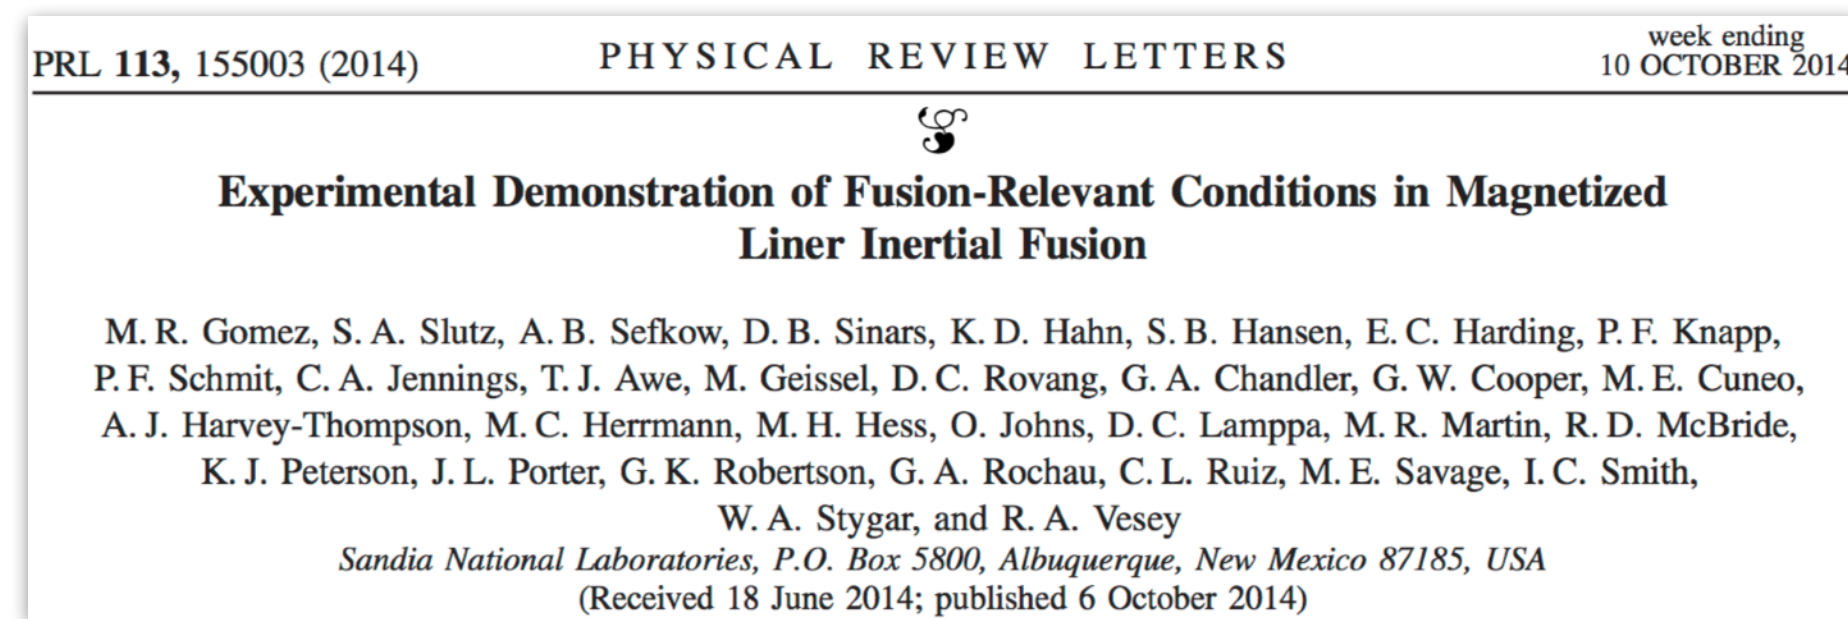 PRL 113, 155003 (2014) PHYSICAL REVIEW LETTERS week ending
10 OCTOBER 2014
Experimental Demonstration of Fusion-Relevant Conditions in Magnetized
Liner Inertial Fusion
M. R. Gomez, S. A. Slutz, A. B. Sefkow, D. B. Sinars, K. D. Hahn, S. B. Hansen, E. C. Harding, P. F. Knapp,
P. F. Schmit, C. A. Jennings, T. J. Awe, M. Geissel, D. C. Rovang, G. A. Chandler, G. W. Cooper, M. E. Cuneo,
A. J. Harvey-Thompson, M. C. Herrmann, M. H. Hess, O. Johns, D. C. Lamppa, M. R. Martin, R. D. McBride,
K. J. Peterson, J. L. Porter, G. K. Robertson, G. A. Rochau, C. L. Ruiz, M. E. Savage, I. C. Smith,
W. A. Stygar, and R. A. Vesey
Sandia National Laboratories, P.O. Box 5800, Albuquerque, New Mexico 87185, USA
(Received 18 June 2014; published 6 October 2014)